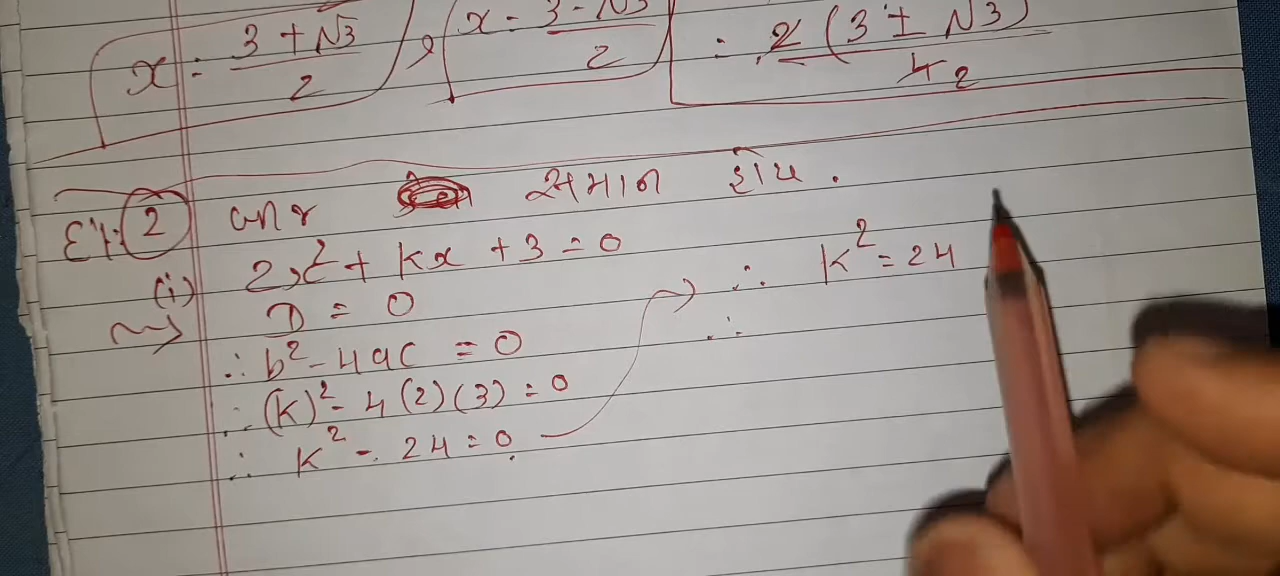 x = 3 + √3 / 2 , x = 3 - √3 / 2 = 2 (3 ± √3) / 4 2
દા. 2 સમાન હોય .
(i) 2x² + kx + 3 = 0
D = 0
∴ b² - 4ac = 0
∴ (K)² - 4 (2) (3) = 0
∴ K² - 24 = 0
∴ K² = 24
∴